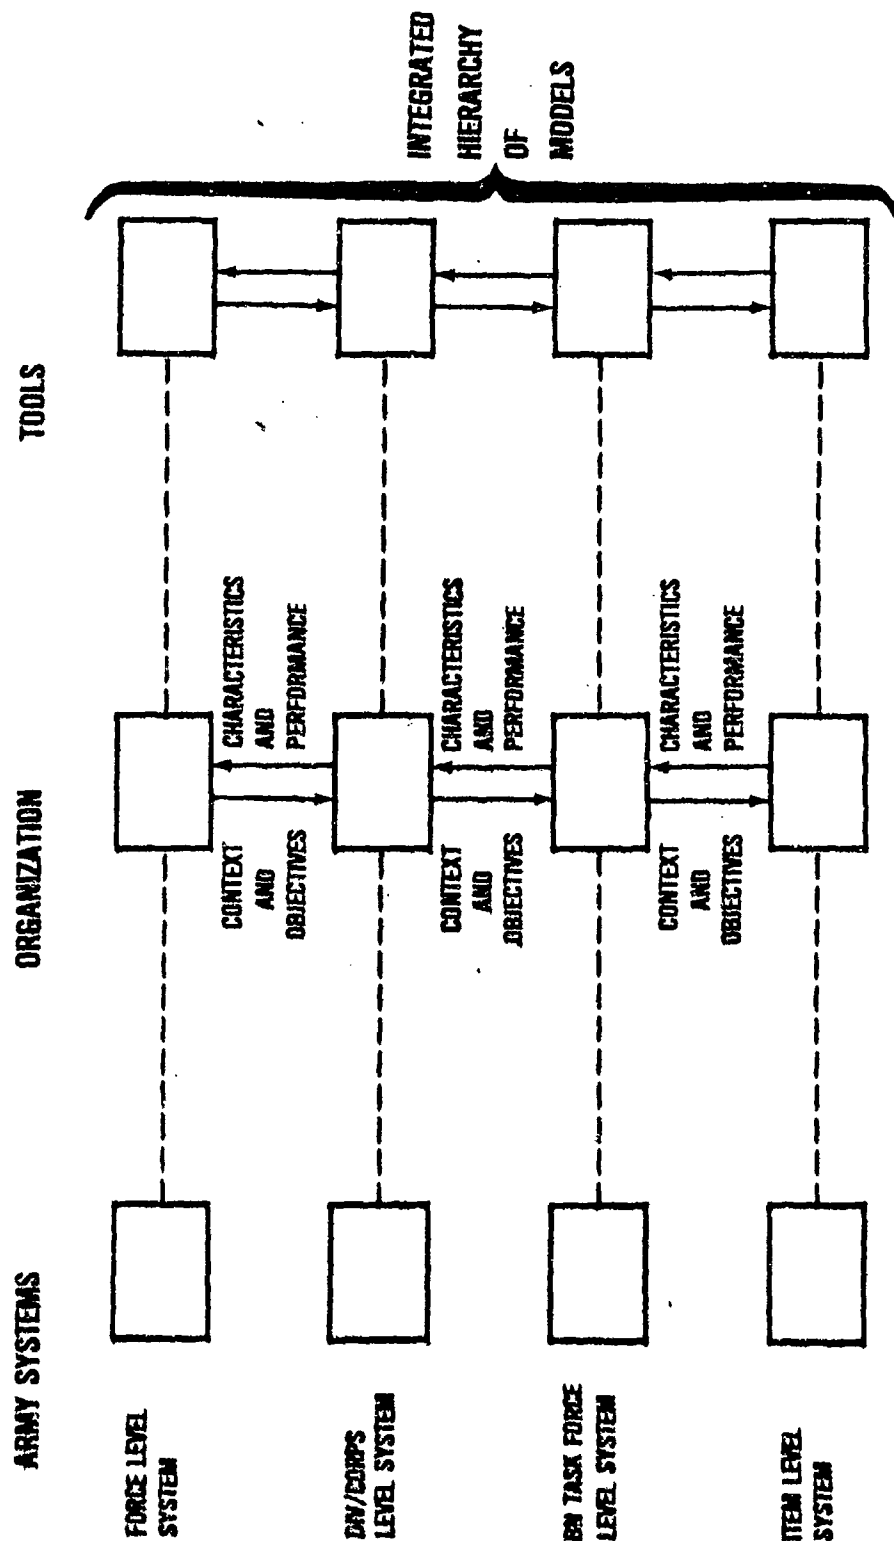 ARMY SYSTEMS
ORGANIZATION
TOOLS
FORCE LEVEL
SYSTEM
DIV/CORPS
LEVEL SYSTEM
BN TASK FORCE
LEVEL SYSTEM
ITEM LEVEL
SYSTEM
CONTEXT
AND
OBJECTIVES
CHARACTERISTICS
AND
PERFORMANCE
CONTEXT
AND
OBJECTIVES
CHARACTERISTICS
AND
PERFORMANCE
CONTEXT
AND
OBJECTIVES
CHARACTERISTICS
AND
PERFORMANCE
INTEGRATED
HIERARCHY
OF
MODELS